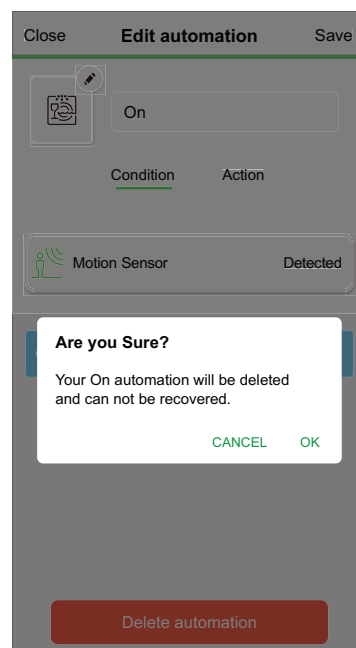 Close Edit automation Save
On
Condition Action
Motion Sensor Detected
Are you Sure?
Your On automation will be deleted
and can not be recovered.
CANCEL OK
Delete automation